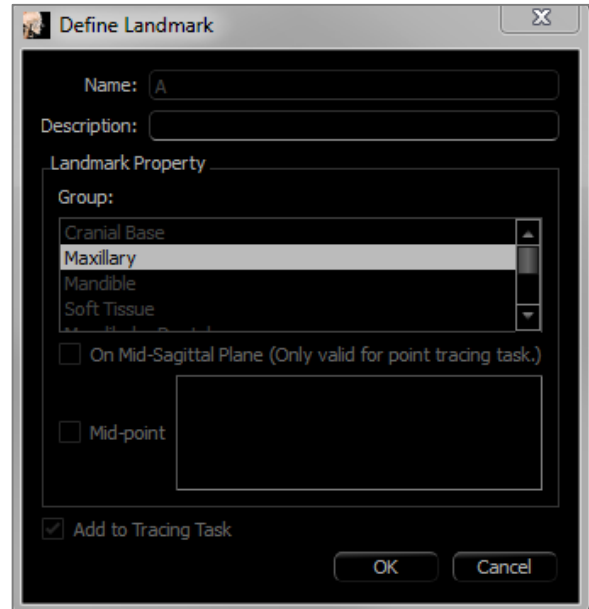 Define Landmark
Name: A
Description:
Landmark Property
Group:
Cranial Base
Maxillary
Mandible
Soft Tissue
On Mid-Sagittal Plane (Only valid for point tracing task.)
Mid-point
Add to Tracing Task
OK Cancel